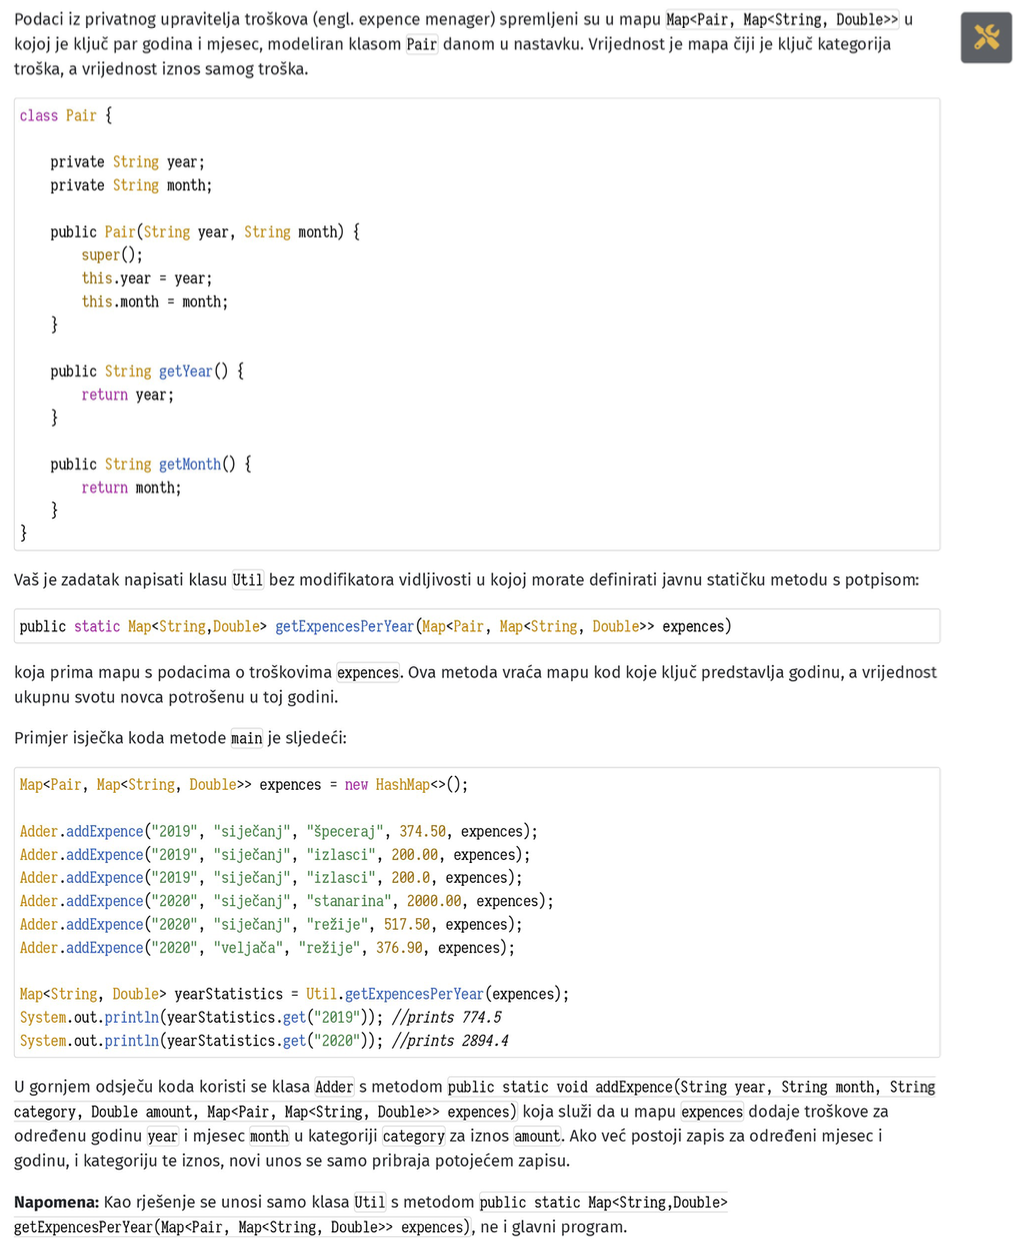 Podaci iz privatnog upravitelja troškova (engl. expence menager) spremljeni su u mapu Map<Pair, Map<String, Double>> u
kojoj je ključ par godina i mjesec, modeliran klasom Pair danom u nastavku. Vrijednost je mapa čiji je ključ kategorija
troška, a vrijednost iznos samog troška.
class Pair {
private String year;
private String month;
public Pair(String year, String month) {
super();
this.year = year;
this.month = month;
}
public String getYear() {
return year;
}
public String getMonth() {
return month;
}
}
Vaš je zadatak napisati klasu Util bez modifikatora vidljivosti u kojoj morate definirati javnu statičku metodu s potpisom:
public static Map<String,Double> getExpencesPerYear(Map<Pair, Map<String, Double>> expences)
koja prima mapu s podacima o troškovima expences. Ova metoda vraća mapu kod koje ključ predstavlja godinu, a vrijednost
ukupnu svotu novca potrošenu u toj godini.
Primjer isječka koda metode main je sljedeći:
Map<Pair, Map<String, Double>> expences = new HashMap<>();
Adder.addExpence("2019", "siječanj", "špeceraj", 374.50, expences);
Adder.addExpence("2019", "siječanj", "izlasci", 200.00, expences);
Adder.addExpence("2019", "siječanj", "izlasci", 200.0, expences);
Adder.addExpence("2020", "siječanj", "stanarina", 2000.00, expences);
Adder.addExpence("2020", "siječanj", "režije", 517.50, expences);
Adder.addExpence("2020", "veljača", "režije", 376.90, expences);
Map<String, Double> yearStatistics = Util.getExpencesPerYear(expences);
System.out.println(yearStatistics.get("2019")); //prints 774.5
System.out.println(yearStatistics.get("2020")); //prints 2894.4
U gornjem odsječu koda koristi se klasa Adder s metodom public static void addExpence(String year, String month, String
category, Double amount, Map<Pair, Map<String, Double>> expences) koja služi da u mapu expences dodaje troškove za
određenu godinu year i mjesec month u kategoriji category za iznos amount. Ako već postoji zapis za određeni mjesec i
godinu, i kategoriju te iznos, novi unos se samo pribraja potojećem zapisu.
Napomena: Kao rješenje se unosi samo klasa Util s metodom public static Map<String,Double>
getExpencesPerYear(Map<Pair, Map<String, Double>> expences), ne i glavni program.